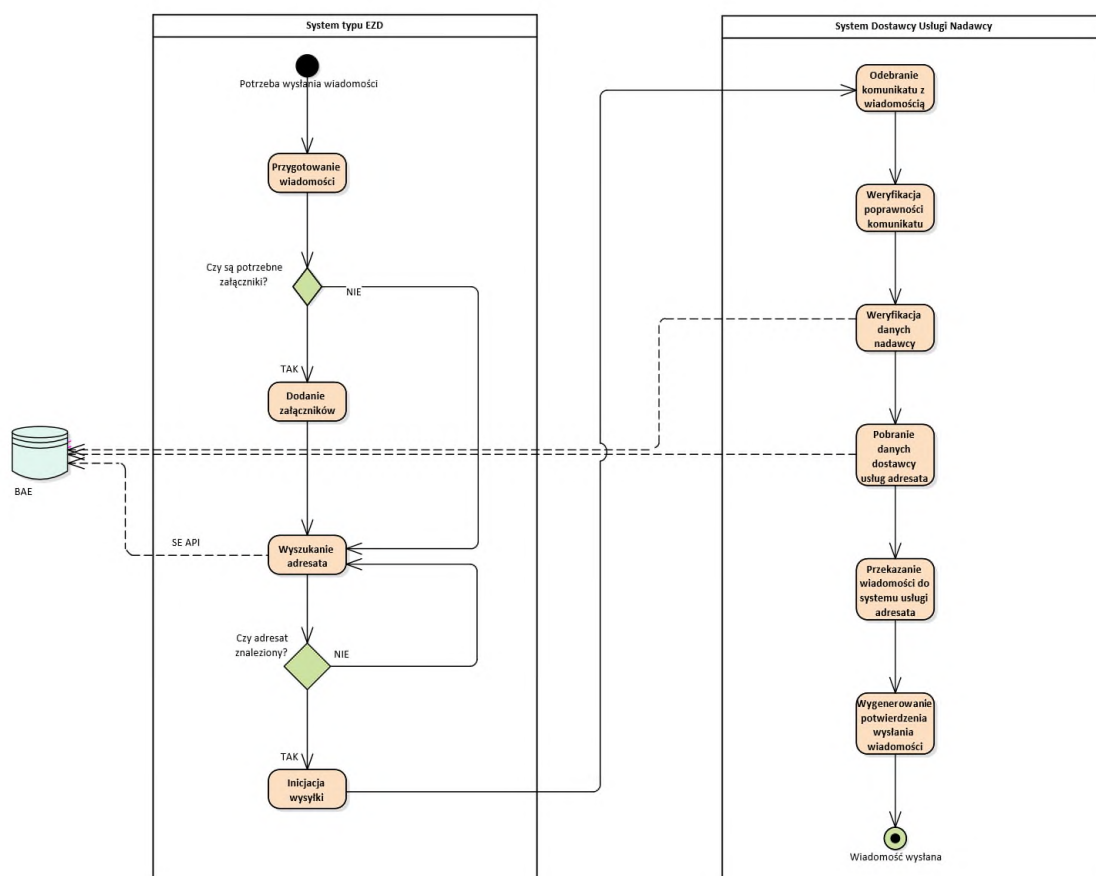 System typu EZD
Potrzeba wysłania wiadomości
Przygotowanie
wiadomości
Czy są potrzebne
załączniki?
NIE
TAK
Dodanie
załączników
BAE
SE API
Wyszukanie
adresata
Czy adresat
znaleziony?
NIE
TAK
Inicjacja
wysyłki
System Dostawcy Usługi Nadawcy
Odebranie
komunikatu z
wiadomością
Weryfikacja
poprawności
komunikatu
Weryfikacja
danych
nadawcy
Pobranie
danych
dostawcy
usług adresata
Przekazanie
wiadomości do
systemu usługi
adresata
Wygenerowanie
potwierdzenia
wysłania
wiadomości
Wiadomość wysłana